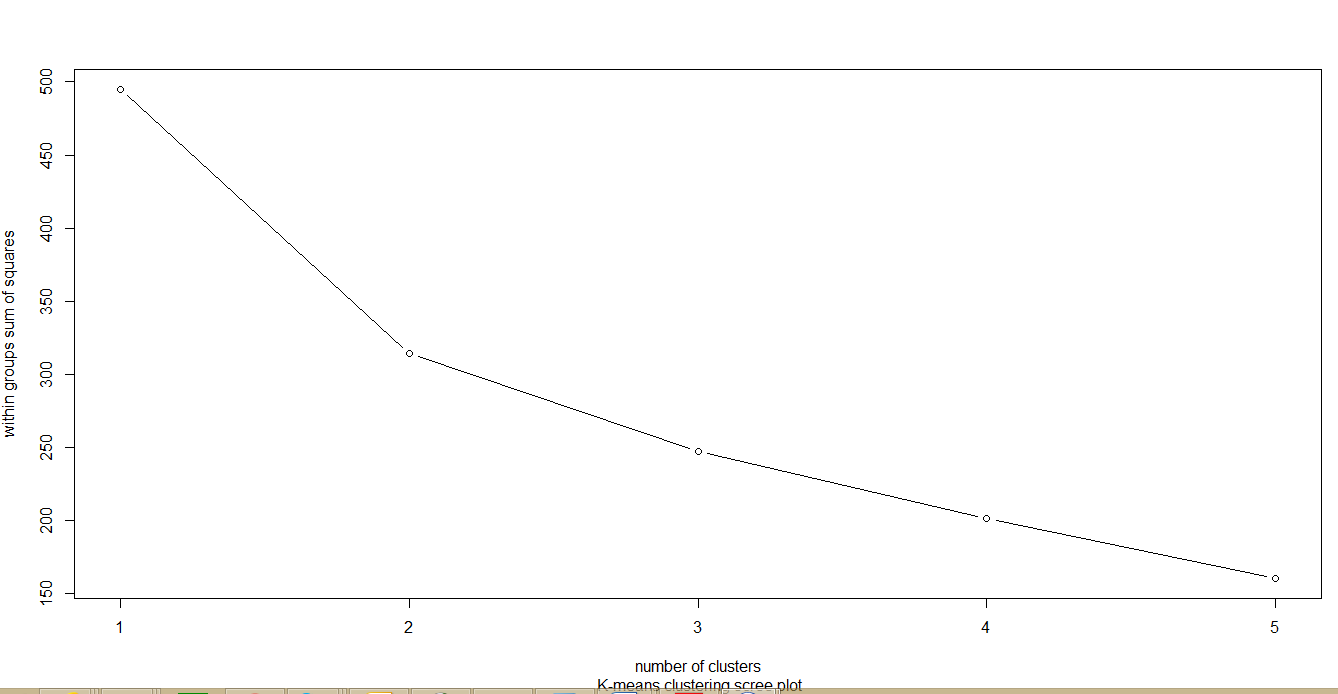 500
450
400
350
300
250
200
150
within groups sum of squares
1 2 3 4 5
number of clusters
K-means clustering scree plot